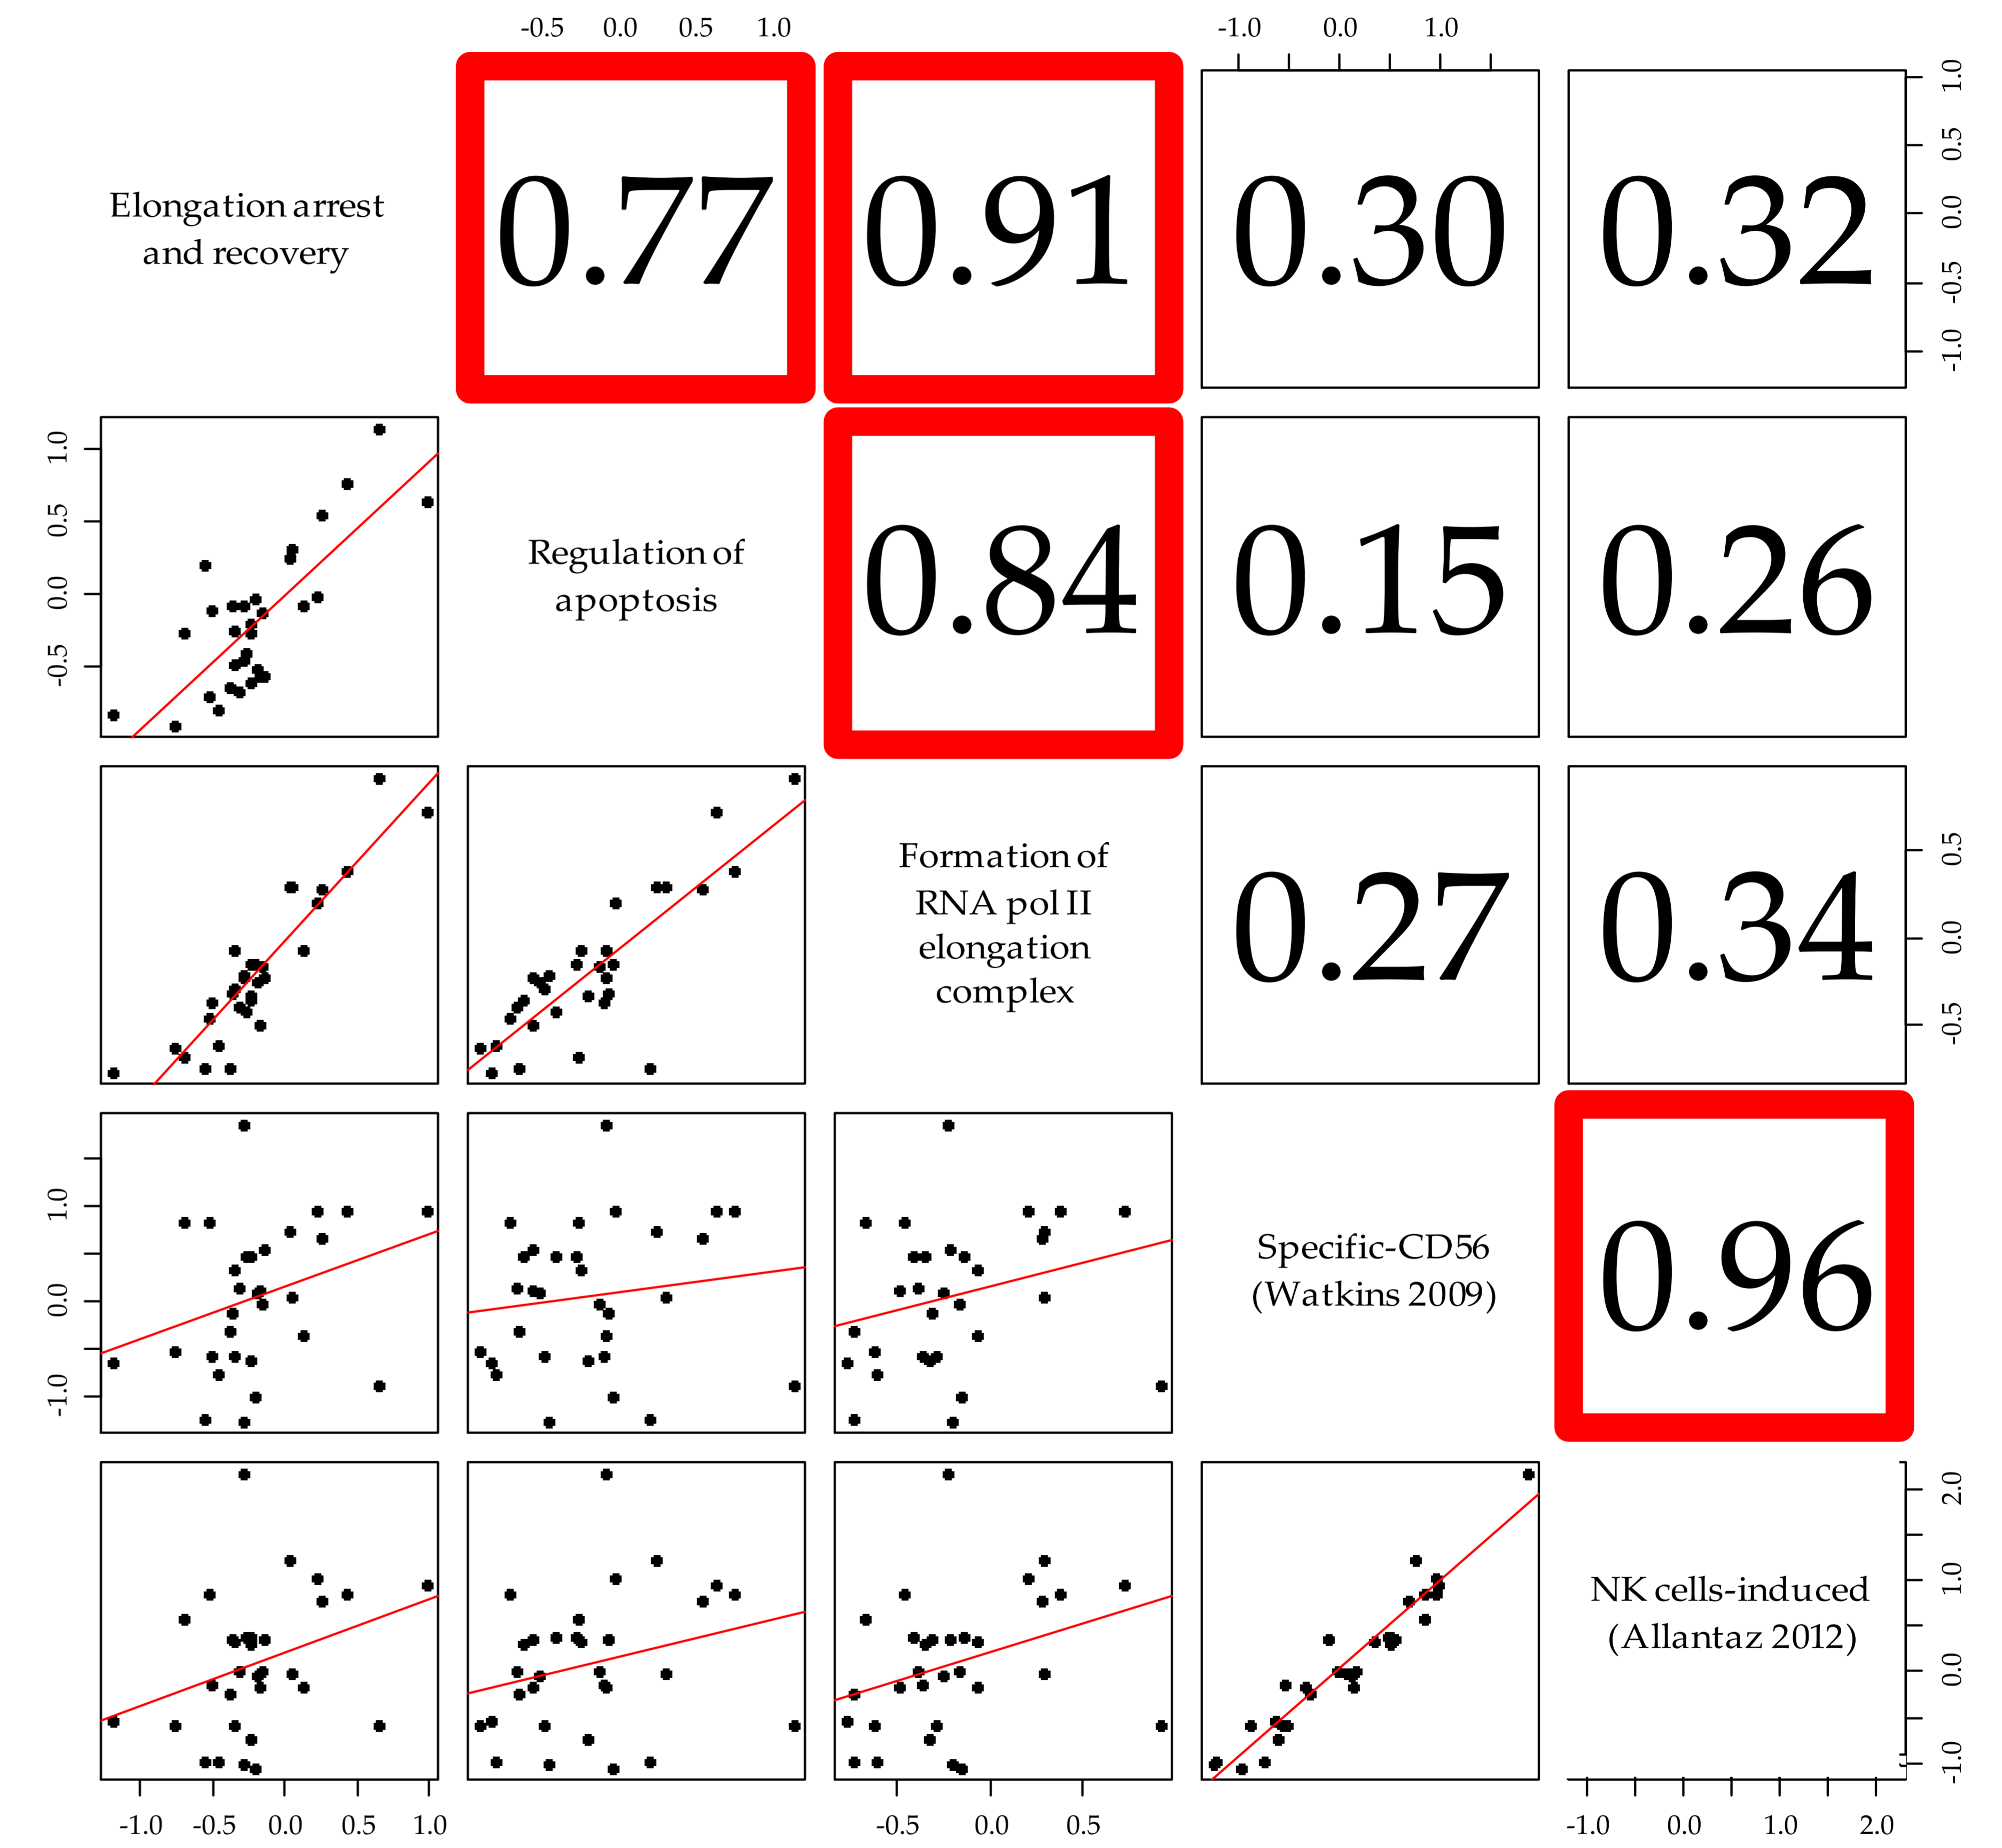 -0.5 0.0 0.5 1.0
-1.0 0.0 1.0
Elongation arrest
and recovery
0.77
0.91
0.30
0.32
1.0
0.5
0.0
-0.5
-1.0
1.0
0.5
0.0
-0.5
Regulation of
apoptosis
0.84
0.15
0.26
Formation of
RNA pol II
elongation
complex
0.27
0.34
0.5
0.0
-0.5
1.0
0.0
-1.0
Specific-CD56
(Watkins 2009)
0.96
NK cells-induced
(Allantaz 2012)
2.0
1.0
0.0
-1.0
-1.0 -0.5 0.0 0.5 1.0
-0.5 0.0 0.5
-1.0 0.0 1.0 2.0